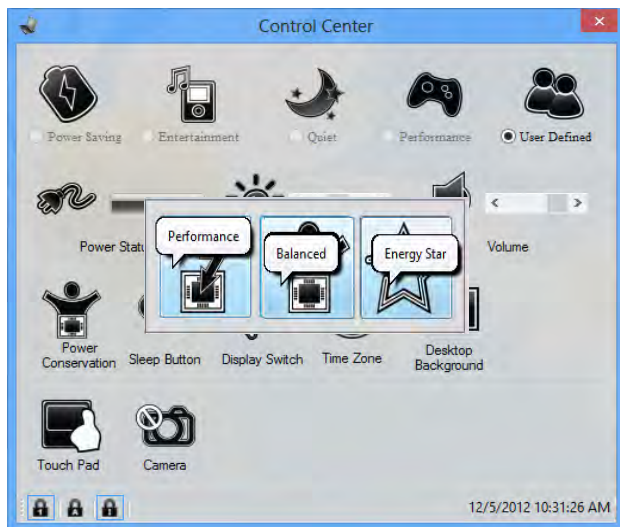 Control Center
Power Saving
Entertainment
Quiet
Performance
User Defined
Performance
Balanced
Energy Star
Power Statu
Volume
Power
Conservation
Sleep Button
Display Switch
Time Zone
Desktop
Background
Touch Pad
Camera
12/5/2012 10:31:26 AM